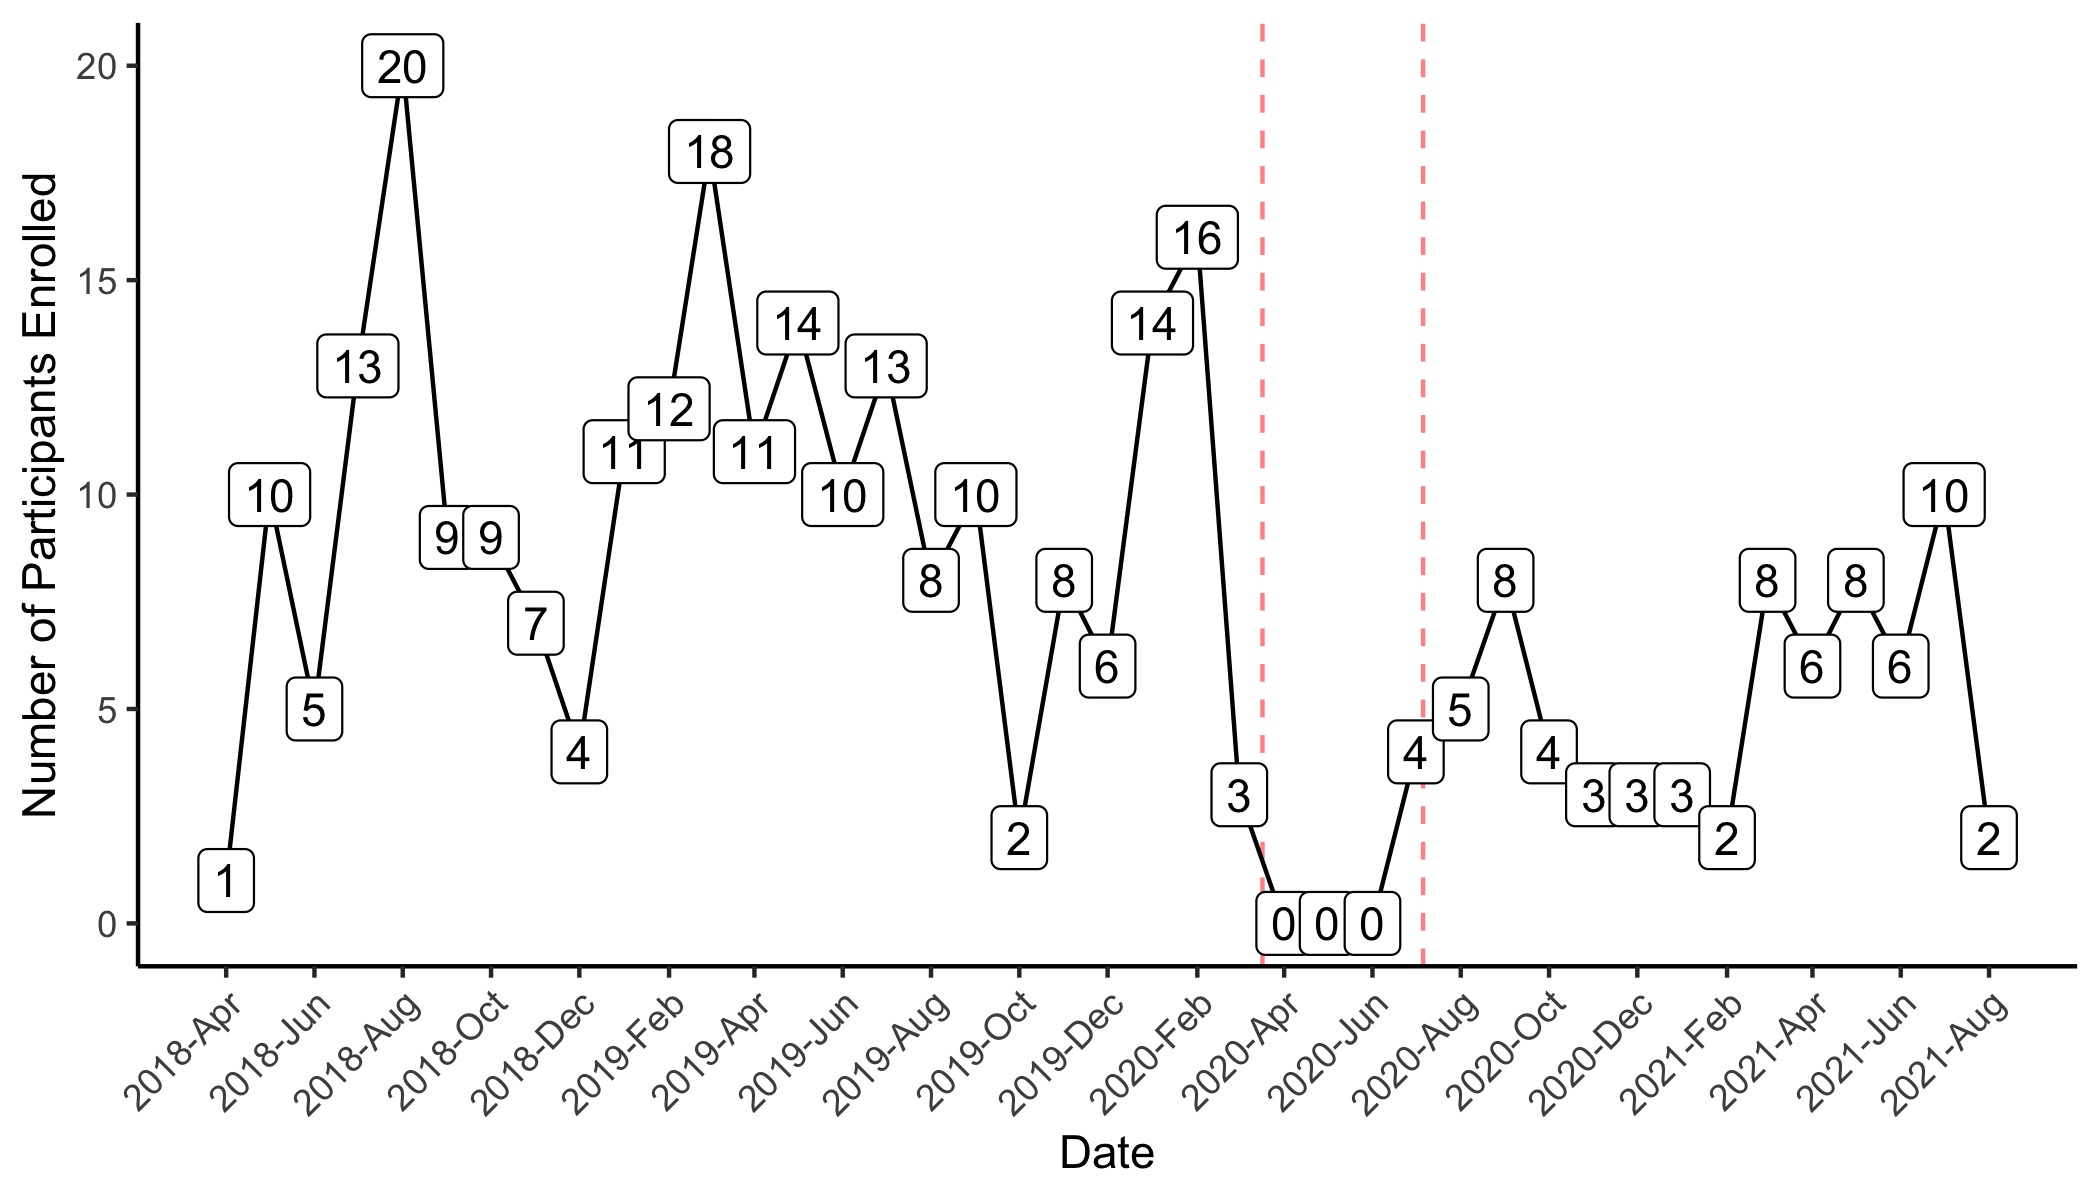 Number of Participants Enrolled
20
15
10
5
0
1
10
5
13
20
9
9
7
4
11
12
18
11
14
10
13
8
10
2
8
6
14
16
3
0
0
0
4
5
8
4
3
3
3
2
8
6
8
6
10
2
2018-Apr
2018-Jun
2018-Aug
2018-Oct
2018-Dec
2019-Feb
2019-Apr
2019-Jun
2019-Aug
2019-Oct
2019-Dec
2020-Feb
2020-Apr
2020-Jun
2020-Aug
2020-Oct
2020-Dec
2021-Feb
2021-Apr
2021-Jun
2021-Aug
Date